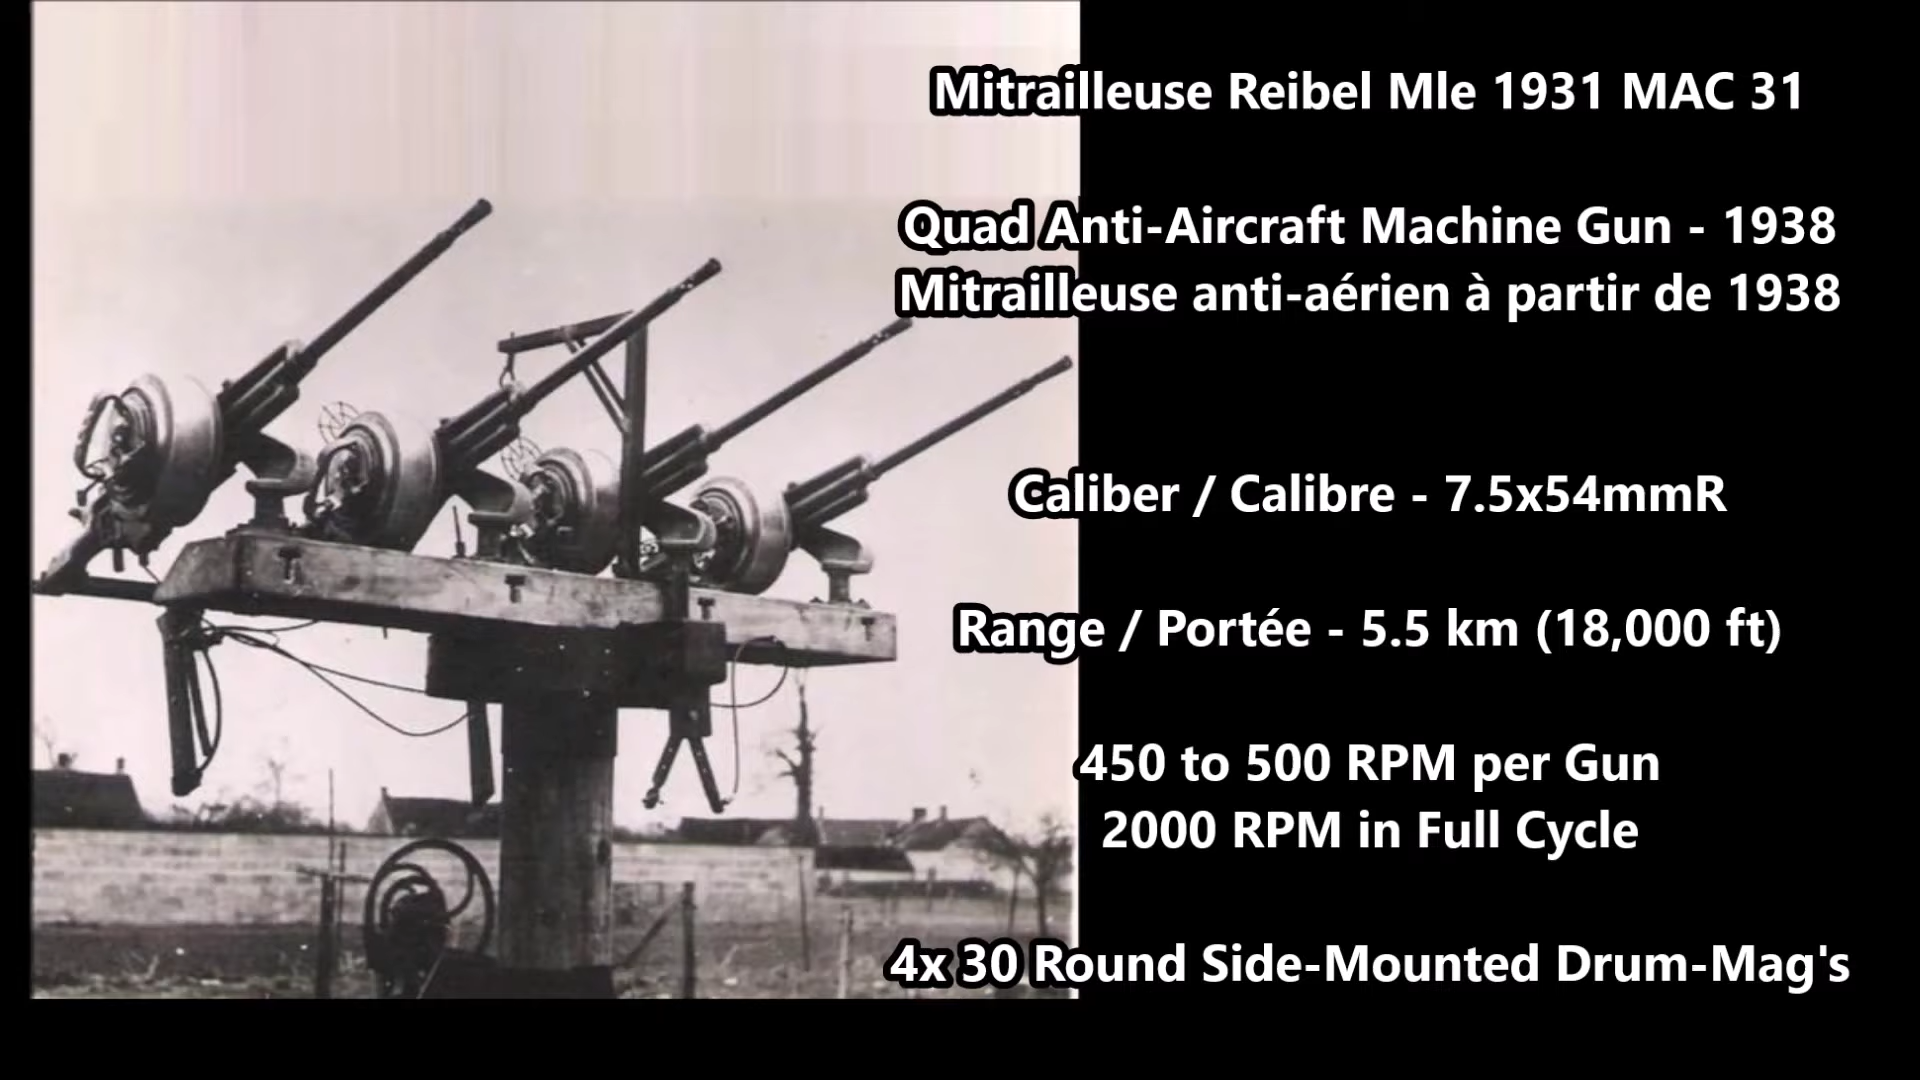 Mitrailleuse Reibel Mle 1931 MAC 31
Quad Anti-Aircraft Machine Gun - 1938
Mitrailleuse anti-aérien à partir de 1938
Caliber / Calibre - 7.5x54mmR
Range / Portée - 5.5 km (18,000 ft)
450 to 500 RPM per Gun
2000 RPM in Full Cycle
4x 30 Round Side-Mounted Drum-Mag's